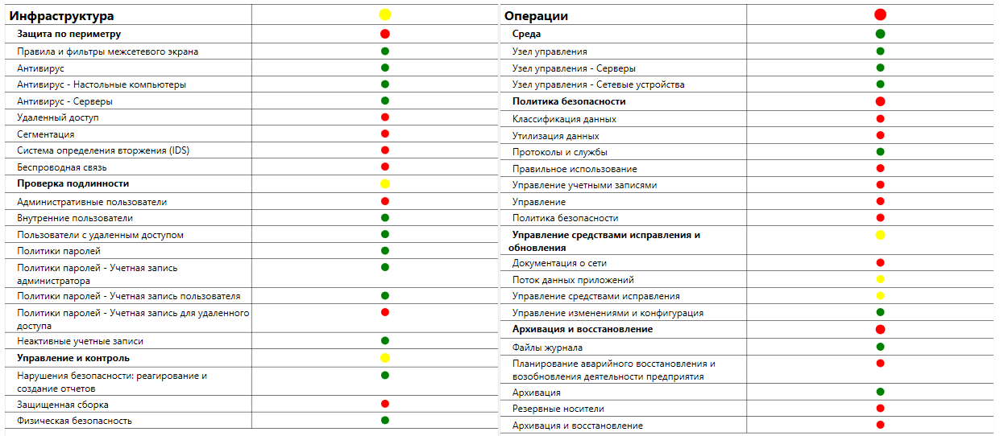 Инфраструктура
Защита по периметру
Правила и фильтры межсетевого экрана
Антивирус
Антивирус - Настольные компьютеры
Антивирус - Серверы
Удаленный доступ
Сегментация
Система определения вторжения (IDS)
Беспроводная связь
Проверка подлинности
Административные пользователи
Внутренние пользователи
Пользователи с удаленным доступом
Политики паролей
Политики паролей - Учетная запись
администратора
Политики паролей - Учетная запись пользователя
Политики паролей - Учетная запись для удаленного
доступа
Неактивные учетные записи
Управление и контроль
Нарушения безопасности: реагирование и
создание отчетов
Защищенная сборка
Физическая безопасность
Операции
Среда
Узел управления
Узел управления - Серверы
Узел управления - Сетевые устройства
Политика безопасности
Классификация данных
Утилизация данных
Протоколы и службы
Правильное использование
Управление учетными записями
Управление
Политика безопасности
Управление средствами исправления и
обновления
Документация о сети
Поток данных приложений
Управление средствами исправления
Управление изменениями и конфигурация
Архивация и восстановление
Файлы журнала
Планирование аварийного восстановления и
возобновления деятельности предприятия
Архивация
Резервные носители
Архивация и восстановление